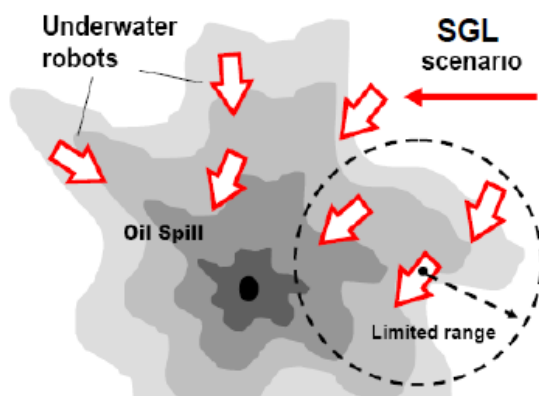 Underwater
robots
SGL
scenario
Oil Spill
Limited range